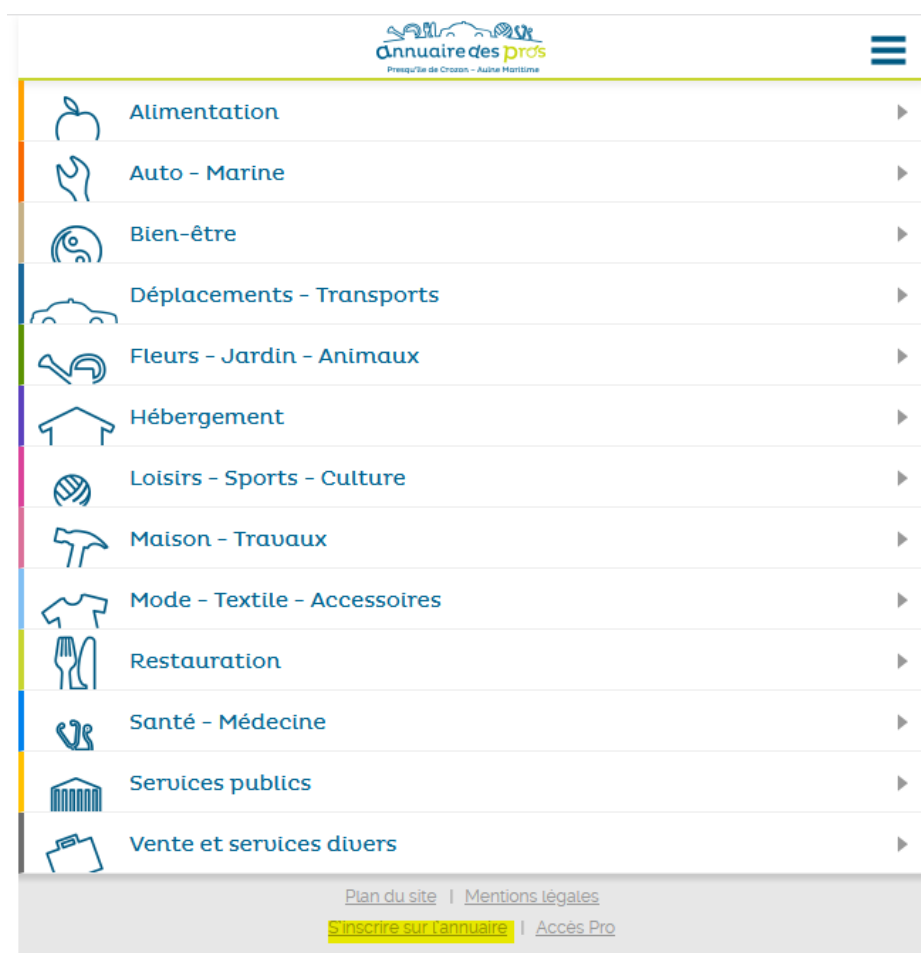 annuaire des pros
Presqu'île de Crozon - Aulne Maritime
Alimentation
Auto - Marine
Bien-être
Déplacements - Transports
Fleurs - Jardin - Animaux
Hébergement
Loisirs - Sports - Culture
Maison - Travaux
Mode - Textile - Accessoires
Restauration
Santé - Médecine
Services publics
Vente et services divers
Plan du site | Mentions légales
S'inscrire sur l'annuaire | Accès Pro